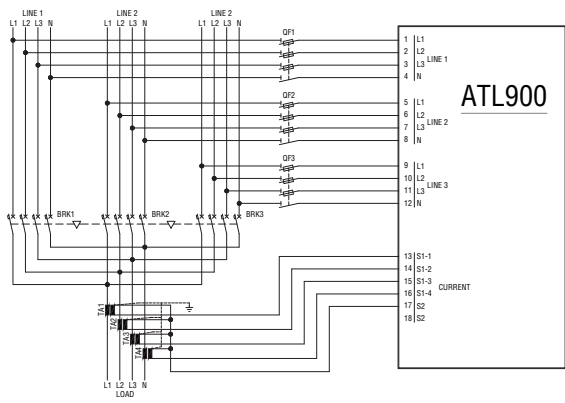 LINE 1 LINE 2 LINE 2
L1 L2 L3 N L1 L2 L3 N L1 L2 L3 N
QF1
1 L1
2 L2
3 L3 LINE 1
4 N
ATL900
QF2
5 L1
6 L2
7 L3 LINE 2
8 N
QF3
9 L1
10 L2
11 L3 LINE 3
12 N
BRK1 BRK2 BRK3
13 S1-1
14 S1-2
15 S1-3
16 S1-4 CURRENT
17 S2
18 S2
TA1
TA2
TA3
TA4
L1 L2 L3 N
LOAD